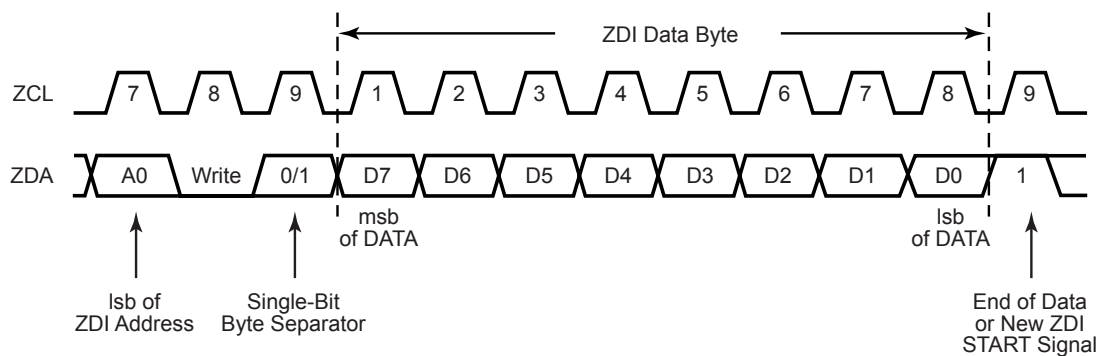 ZDI Data Byte
ZCL 7 8 9 1 2 3 4 5 6 7 8 9
ZDA A0 Write 0/1 D7 D6 D5 D4 D3 D2 D1 D0 1
msb
of DATA
lsb
of DATA
lsb of
ZDI Address
Single-Bit
Byte Separator
End of Data
or New ZDI
START Signal